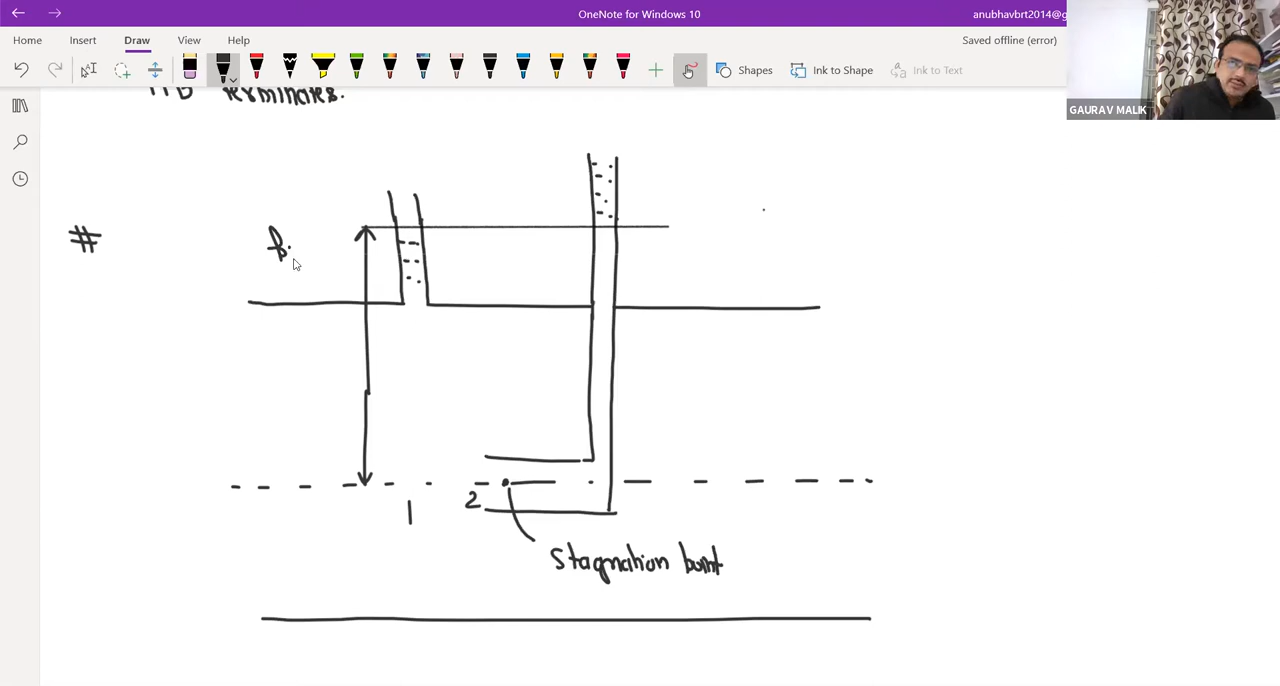 OneNote for Windows 10
anubhavbrt2014@g
Home Insert Draw View Help
Saved offline (error)
Shapes Ink to Shape Ink to Text
GAURAV MALIK
terminates.
#
1
2
Stagnation point